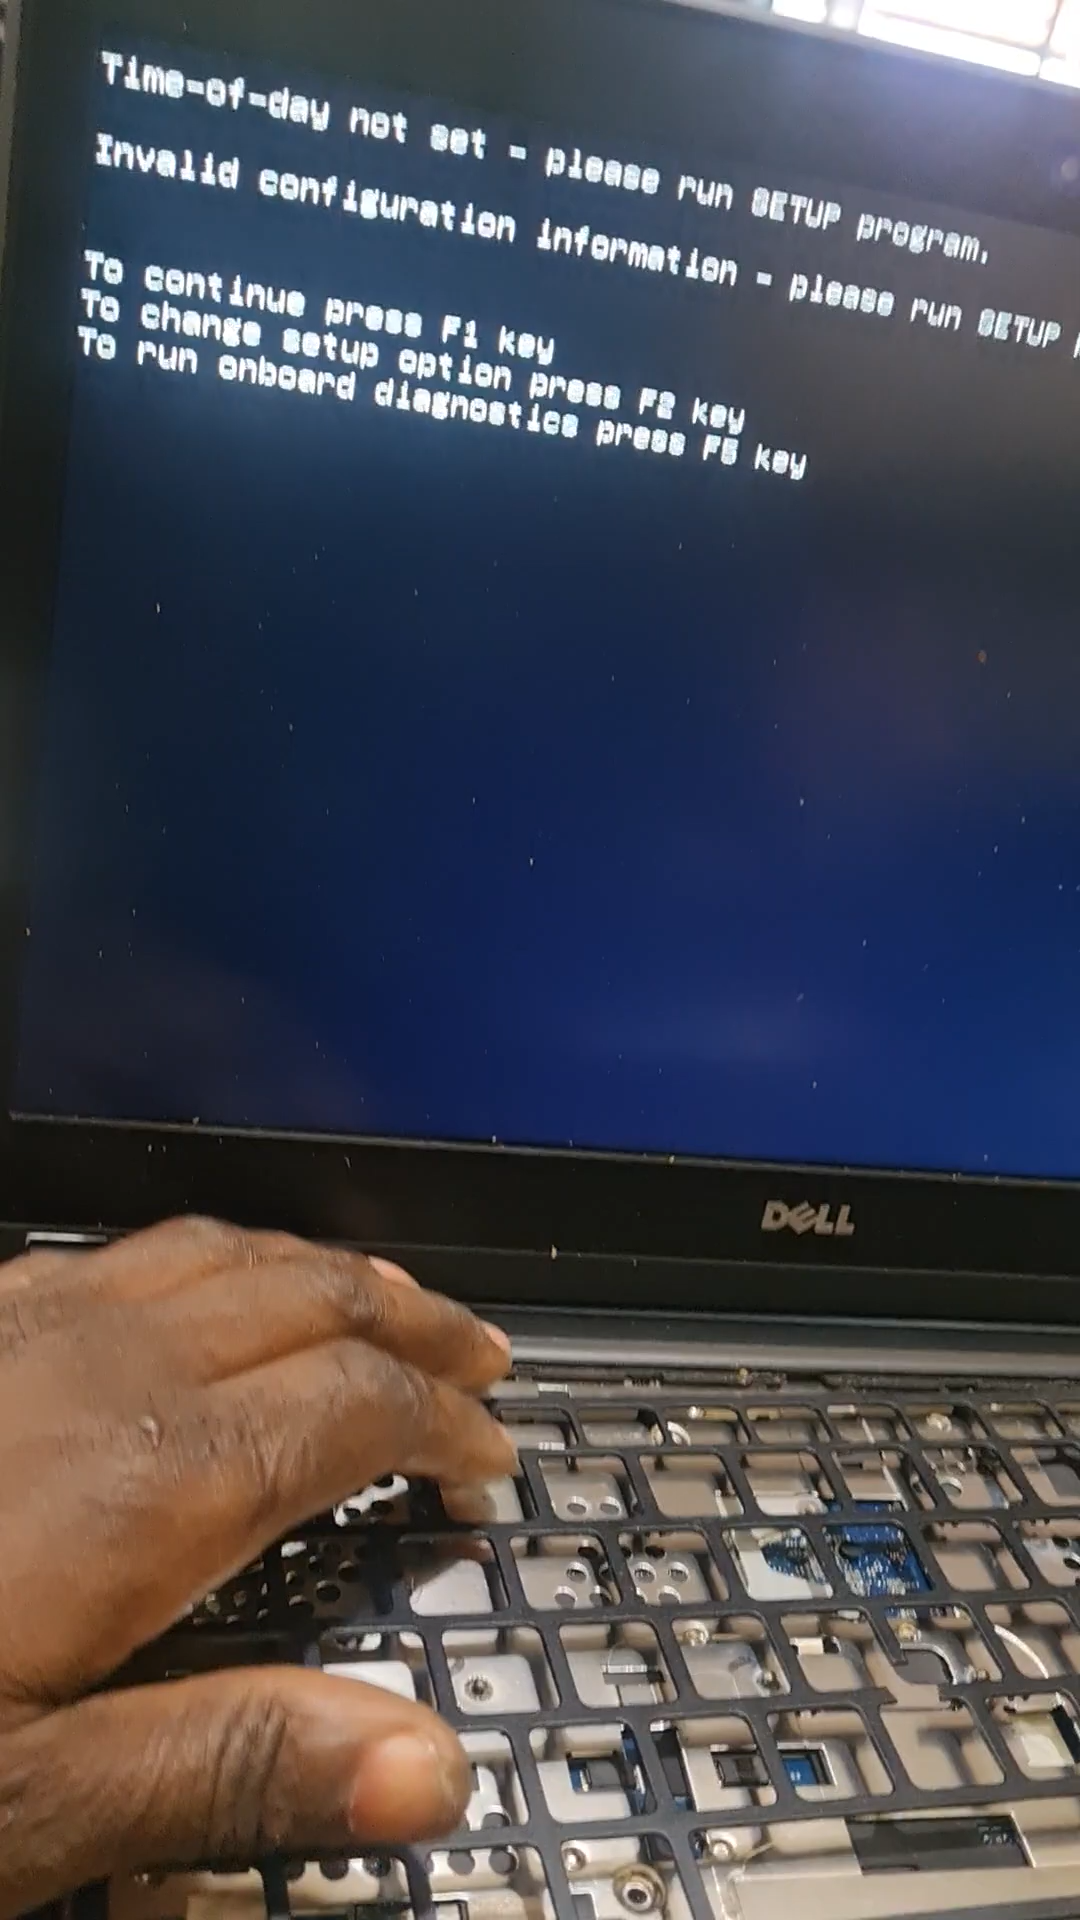 Time-of-day not set - please run SETUP program.
Invalid configuration information - please run SETUP
To continue press F1 key
To change setup option press F2 key
To run onboard diagnostics press F5 key
DELL